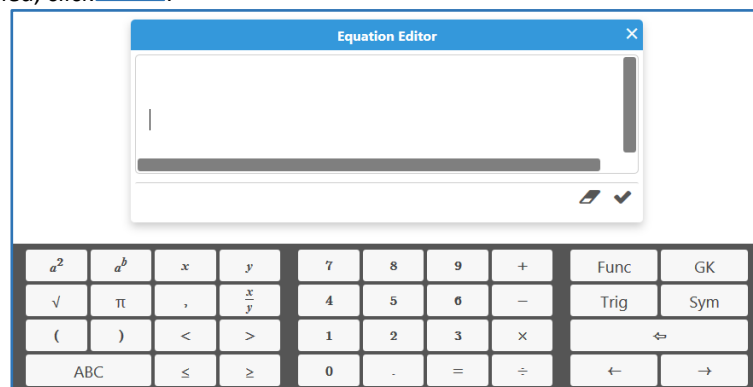 click
Equation Editor ×
a² aᵇ x y 7 8 9 + Func GK
√ π , x/y 4 5 6 − Trig Sym
( ) < > 1 2 3 × ⇦
ABC ≤ ≥ 0 . = ÷ ← →